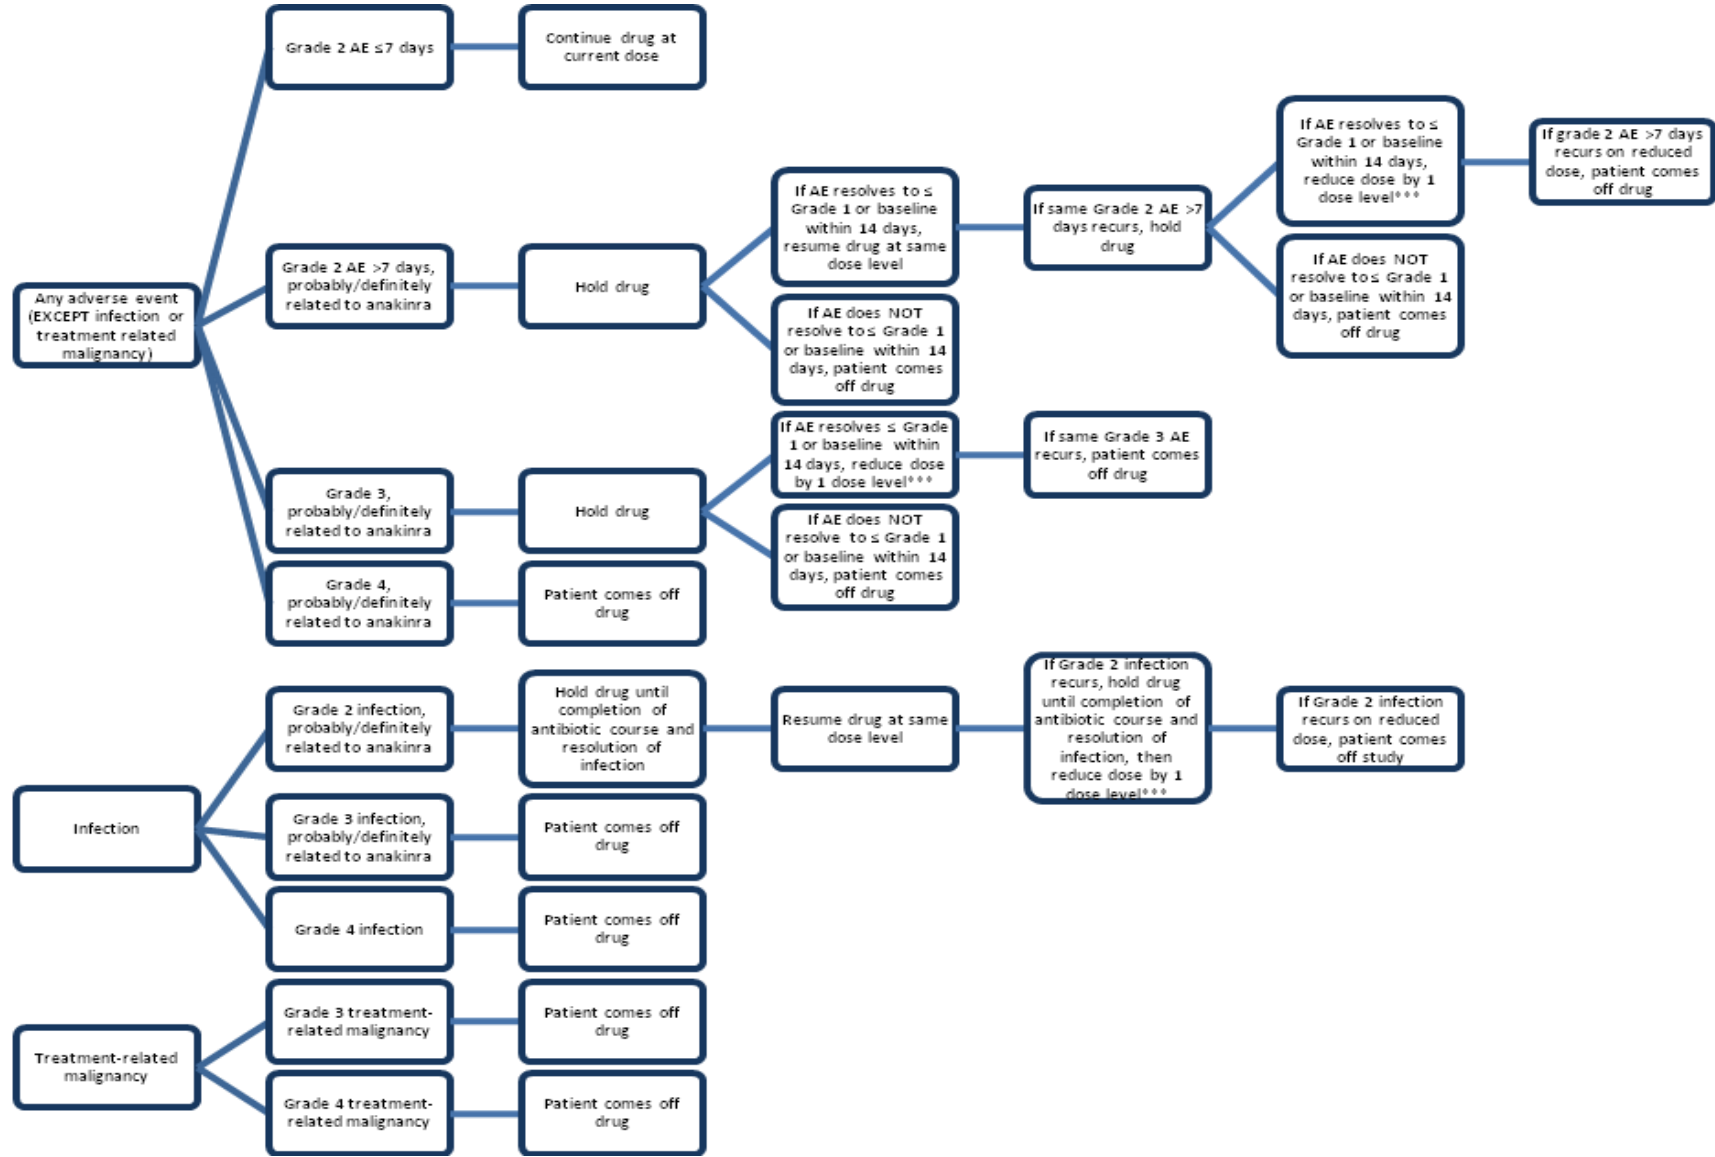 Grade 2 AE ≤7 days
Continue drug at
current dose
Any adverse event
(EXCEPT infection or
treatment related
malignancy)
Grade 2 AE >7 days,
probably/definitely
related to anakinra
Hold drug
If AE resolves to ≤
Grade 1 or baseline
within 14 days,
resume drug at same
dose level
If same Grade 2 AE >7
days recurs, hold
drug
If AE resolves to ≤
Grade 1 or baseline
within 14 days,
reduce dose by 1
dose level***
If grade 2 AE >7 days
recurs on reduced
dose, patient comes
off drug
If AE does NOT
resolve to ≤ Grade 1
or baseline within 14
days, patient comes
off drug
If AE does NOT
resolve to ≤ Grade 1
or baseline within 14
days, patient comes
off drug
Grade 3,
probably/definitely
related to anakinra
Hold drug
If AE resolves ≤ Grade
1 or baseline within
14 days, reduce dose
by 1 dose level***
If same Grade 3 AE
recurs, patient comes
off drug
If AE does NOT
resolve to ≤ Grade 1
or baseline within 14
days, patient comes
off drug
Grade 4,
probably/definitely
related to anakinra
Patient comes off
drug
Infection
Grade 2 infection,
probably/definitely
related to anakinra
Hold drug until
completion of
antibiotic course and
resolution of
infection
Resume drug at same
dose level
If Grade 2 infection
recurs, hold drug
until completion of
antibiotic course and
resolution of
infection, then
reduce dose by 1
dose level***
If Grade 2 infection
recurs on reduced
dose, patient comes
off study
Grade 3 infection,
probably/definitely
related to anakinra
Patient comes off
drug
Grade 4 infection
Patient comes off
drug
Treatment-related
malignancy
Grade 3 treatment-
related malignancy
Patient comes off
drug
Grade 4 treatment-
related malignancy
Patient comes off
drug